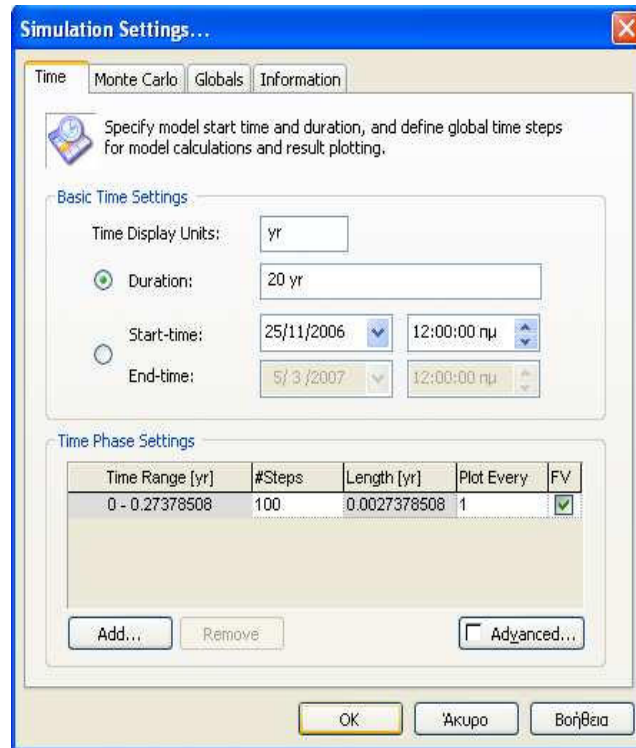 Simulation Settings...
Time Monte Carlo Globals Information
Specify model start time and duration, and define global time steps
for model calculations and result plotting.
Basic Time Settings
Time Display Units: yr
Duration: 20 yr
Start-time: 25/11/2006 12:00:00 πμ
End-time: 5/ 3 /2007 12:00:00 πμ
Time Phase Settings
Time Range [yr] #Steps Length [yr] Plot Every FV
0 - 0.27378508 100 0.0027378508 1
Add... Remove Advanced...
OK Άκυρο Βοήθεια